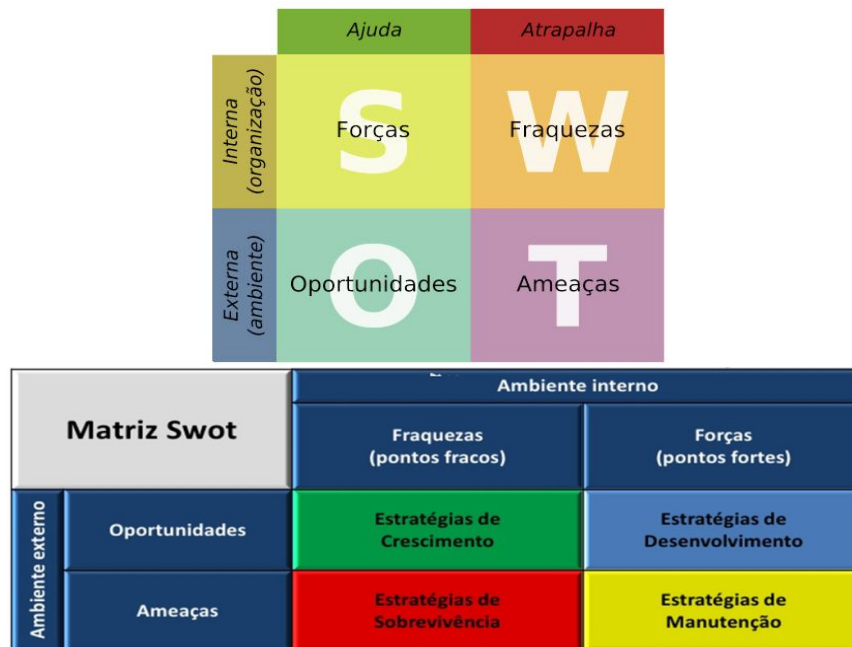 Ajuda
Atrapalha
Interna
(organização)
S
Forças
W
Fraquezas
Externa
(ambiente)
O
Oportunidades
T
Ameaças
Matriz Swot
Ambiente interno
Fraquezas
(pontos fracos)
Forças
(pontos fortes)
Ambiente externo
Oportunidades
Estratégias de
Crescimento
Estratégias de
Desenvolvimento
Ameaças
Estratégias de
Sobrevivência
Estratégias de
Manutenção